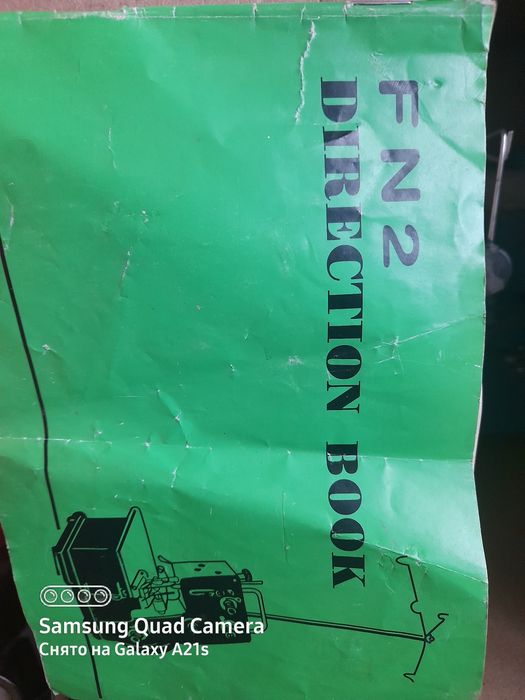 FN2
DIRECTION BOOK
Samsung Quad Camera
Снято на Galaxy A21s